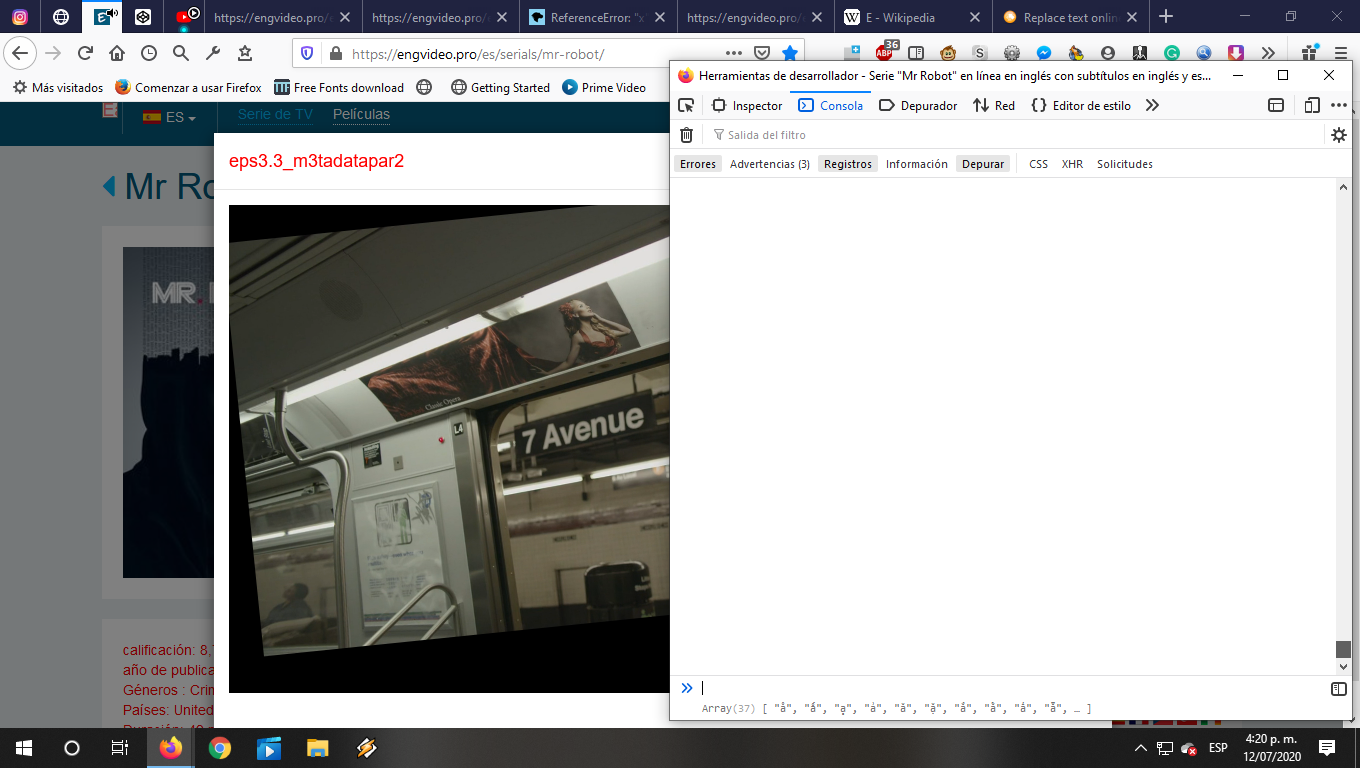 https://engvideo.pro/e
https://engvideo.pro/e
ReferenceError: "x
https://engvideo.pro/e
E - Wikipedia
Replace text online
https://engvideo.pro/es/serials/mr-robot/
36
Más visitados
Comenzar a usar Firefox
Free Fonts download
Getting Started
Prime Video
ES
Serie de TV
Películas
Mr Ro
MR.
eps3.3_m3tadatapar2
Classic Opera
L4
7 Avenue
calificación: 8,
año de publica
Géneros : Crim
Países: United
Herramientas de desarrollador - Serie "Mr Robot" en línea en inglés con subtítulos en inglés y es...
Inspector
Consola
Depurador
Red
Editor de estilo
Salida del filtro
Errores
Advertencias (3)
Registros
Información
Depurar
CSS
XHR
Solicitudes
ESP
4:20 p. m.
12/07/2020